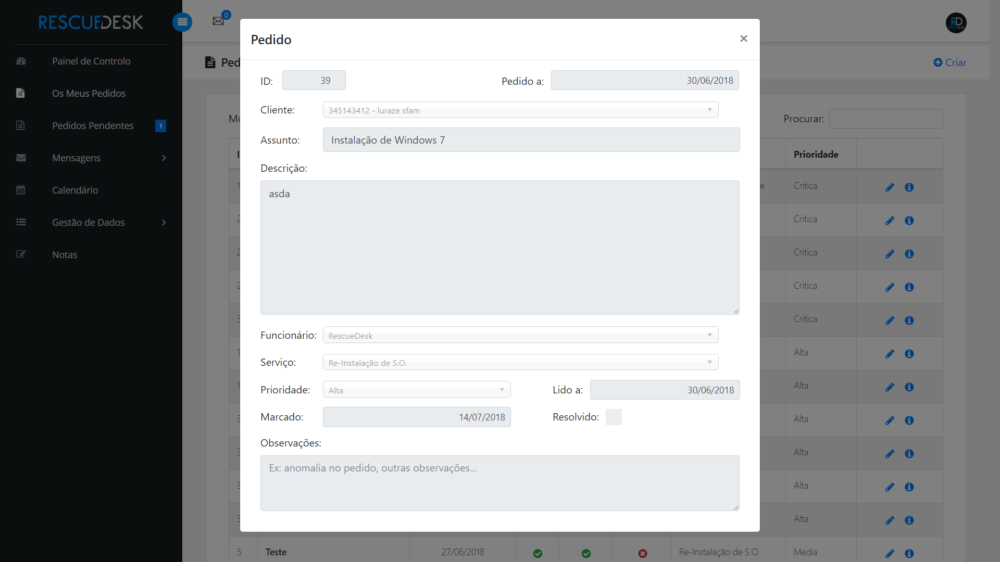 RESCUEDESK
0
RD
Painel de Controlo
Os Meus Pedidos
Pedidos Pendentes 1
Mensagens
Calendário
Gestão de Dados
Notas
Ped
Criar
Procurar:
Prioridade
Critica
Critica
Critica
Critica
Critica
Alta
Alta
Alta
Alta
Alta
Alta
Pedido ×
ID: 39 Pedido a: 30/06/2018
Cliente: 345143412 - luraze sfam
Assunto: Instalação de Windows 7
Descrição:
asda
Funcionário: RescueDesk
Serviço: Re-Instalação de S.O.
Prioridade: Alta Lido a: 30/06/2018
Marcado: 14/07/2018 Resolvido:
Observações:
Ex: anomalia no pedido, outras observações...
5 Teste 27/06/2018 Re-Instalação de S.O. Media